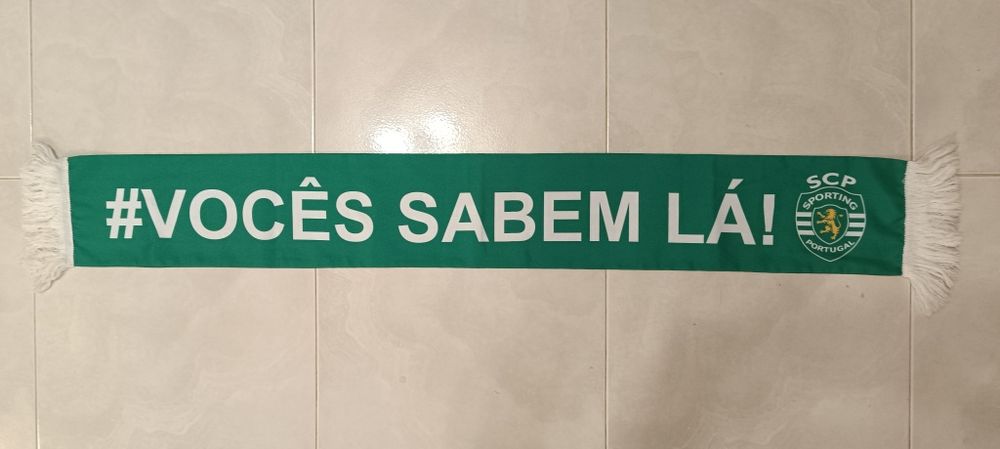 #VOCÊS SABEM LÁ!
SCP
SPORTING
PORTUGAL